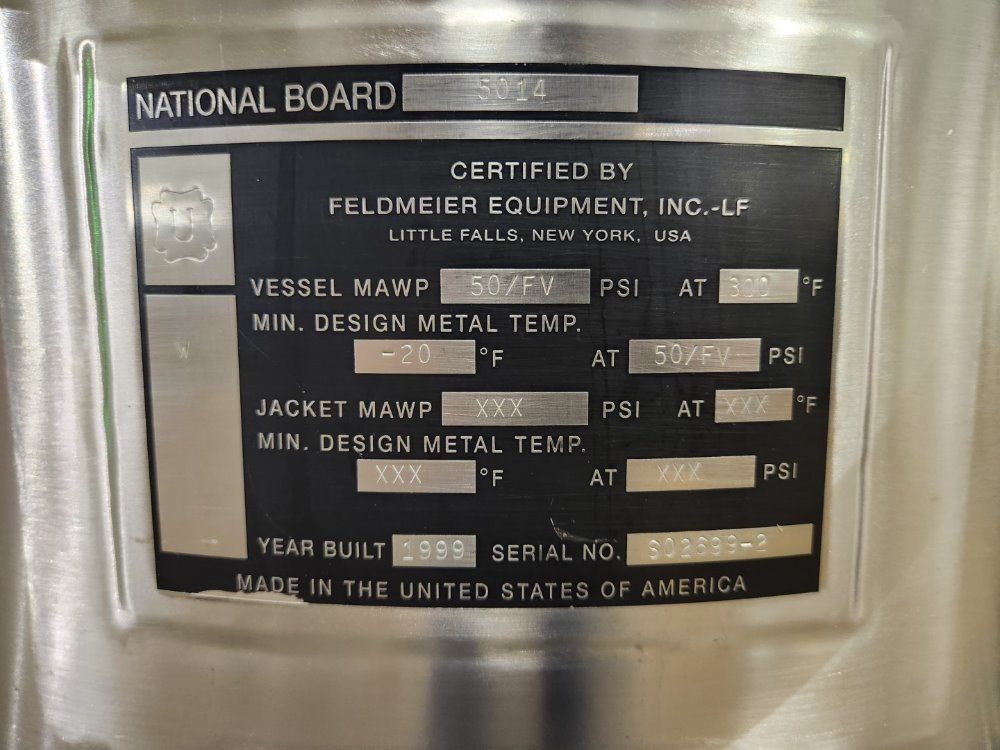 NATIONAL BOARD 5014
CERTIFIED BY
FELDMEIER EQUIPMENT, INC.-LF
LITTLE FALLS, NEW YORK, USA
U
VESSEL MAWP 50/FV PSI AT 300 °F
MIN. DESIGN METAL TEMP.
W
-20 °F AT 50/FV PSI
JACKET MAWP XXX PSI AT XXX °F
MIN. DESIGN METAL TEMP.
XXX °F AT XXX PSI
YEAR BUILT 1999 SERIAL NO. S02699-2
MADE IN THE UNITED STATES OF AMERICA